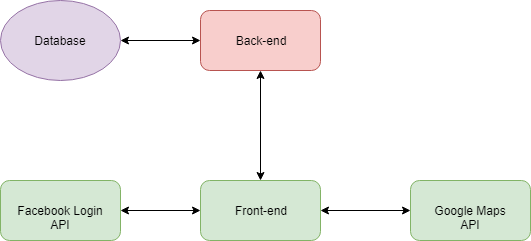 Database
Back-end
Facebook Login
API
Front-end
Google Maps
API